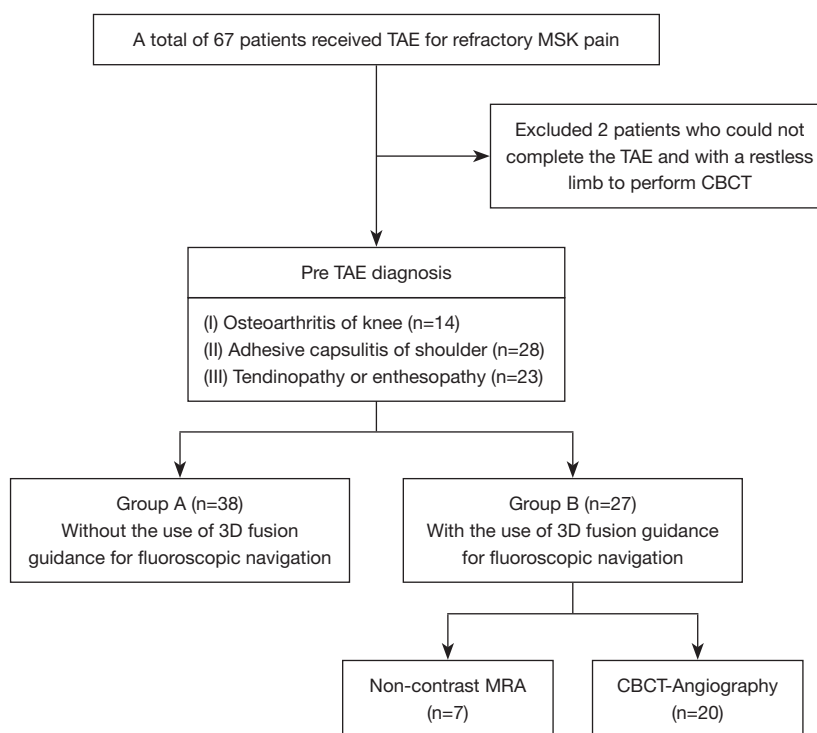 A total of 67 patients received TAE for refractory MSK pain
Excluded 2 patients who could not
complete the TAE and with a restless
limb to perform CBCT
Pre TAE diagnosis
(I) Osteoarthritis of knee (n=14)
(II) Adhesive capsulitis of shoulder (n=28)
(III) Tendinopathy or enthesopathy (n=23)
Group A (n=38)
Without the use of 3D fusion
guidance for fluoroscopic navigation
Group B (n=27)
With the use of 3D fusion guidance
for fluoroscopic navigation
Non-contrast MRA
(n=7)
CBCT-Angiography
(n=20)